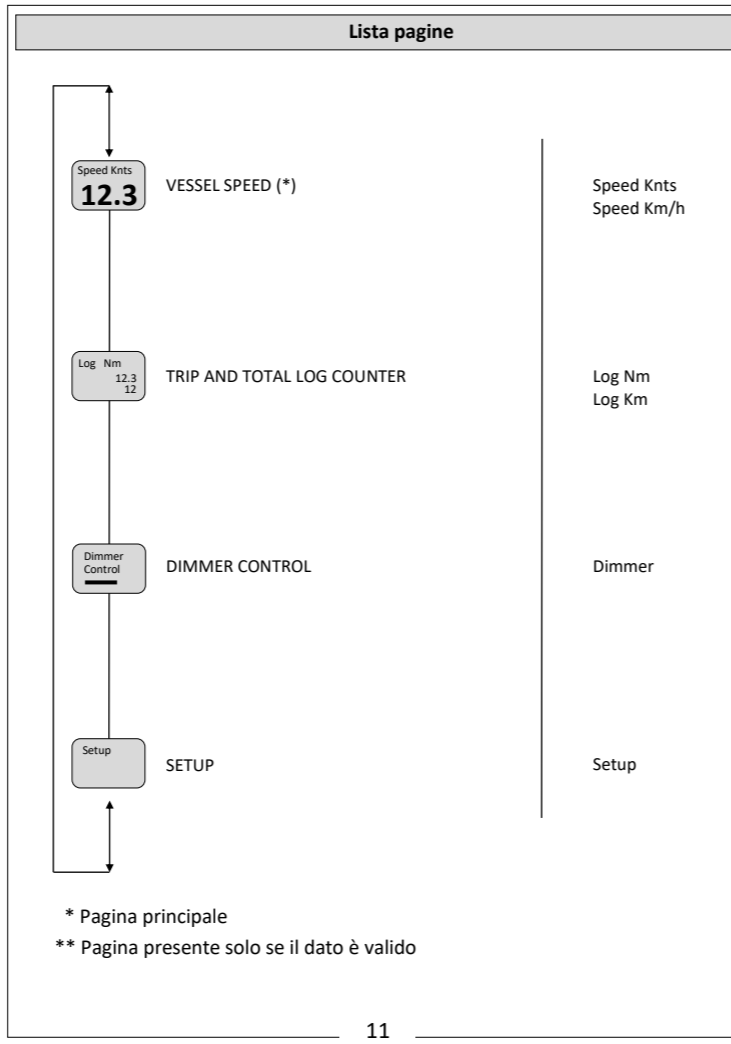 Lista pagine
Speed Knts
12.3
VESSEL SPEED (*)
Speed Knts
Speed Km/h
Log Nm
12.3
12
TRIP AND TOTAL LOG COUNTER
Log Nm
Log Km
Dimmer
Control
DIMMER CONTROL
Dimmer
Setup
SETUP
Setup
* Pagina principale
** Pagina presente solo se il dato è valido
11